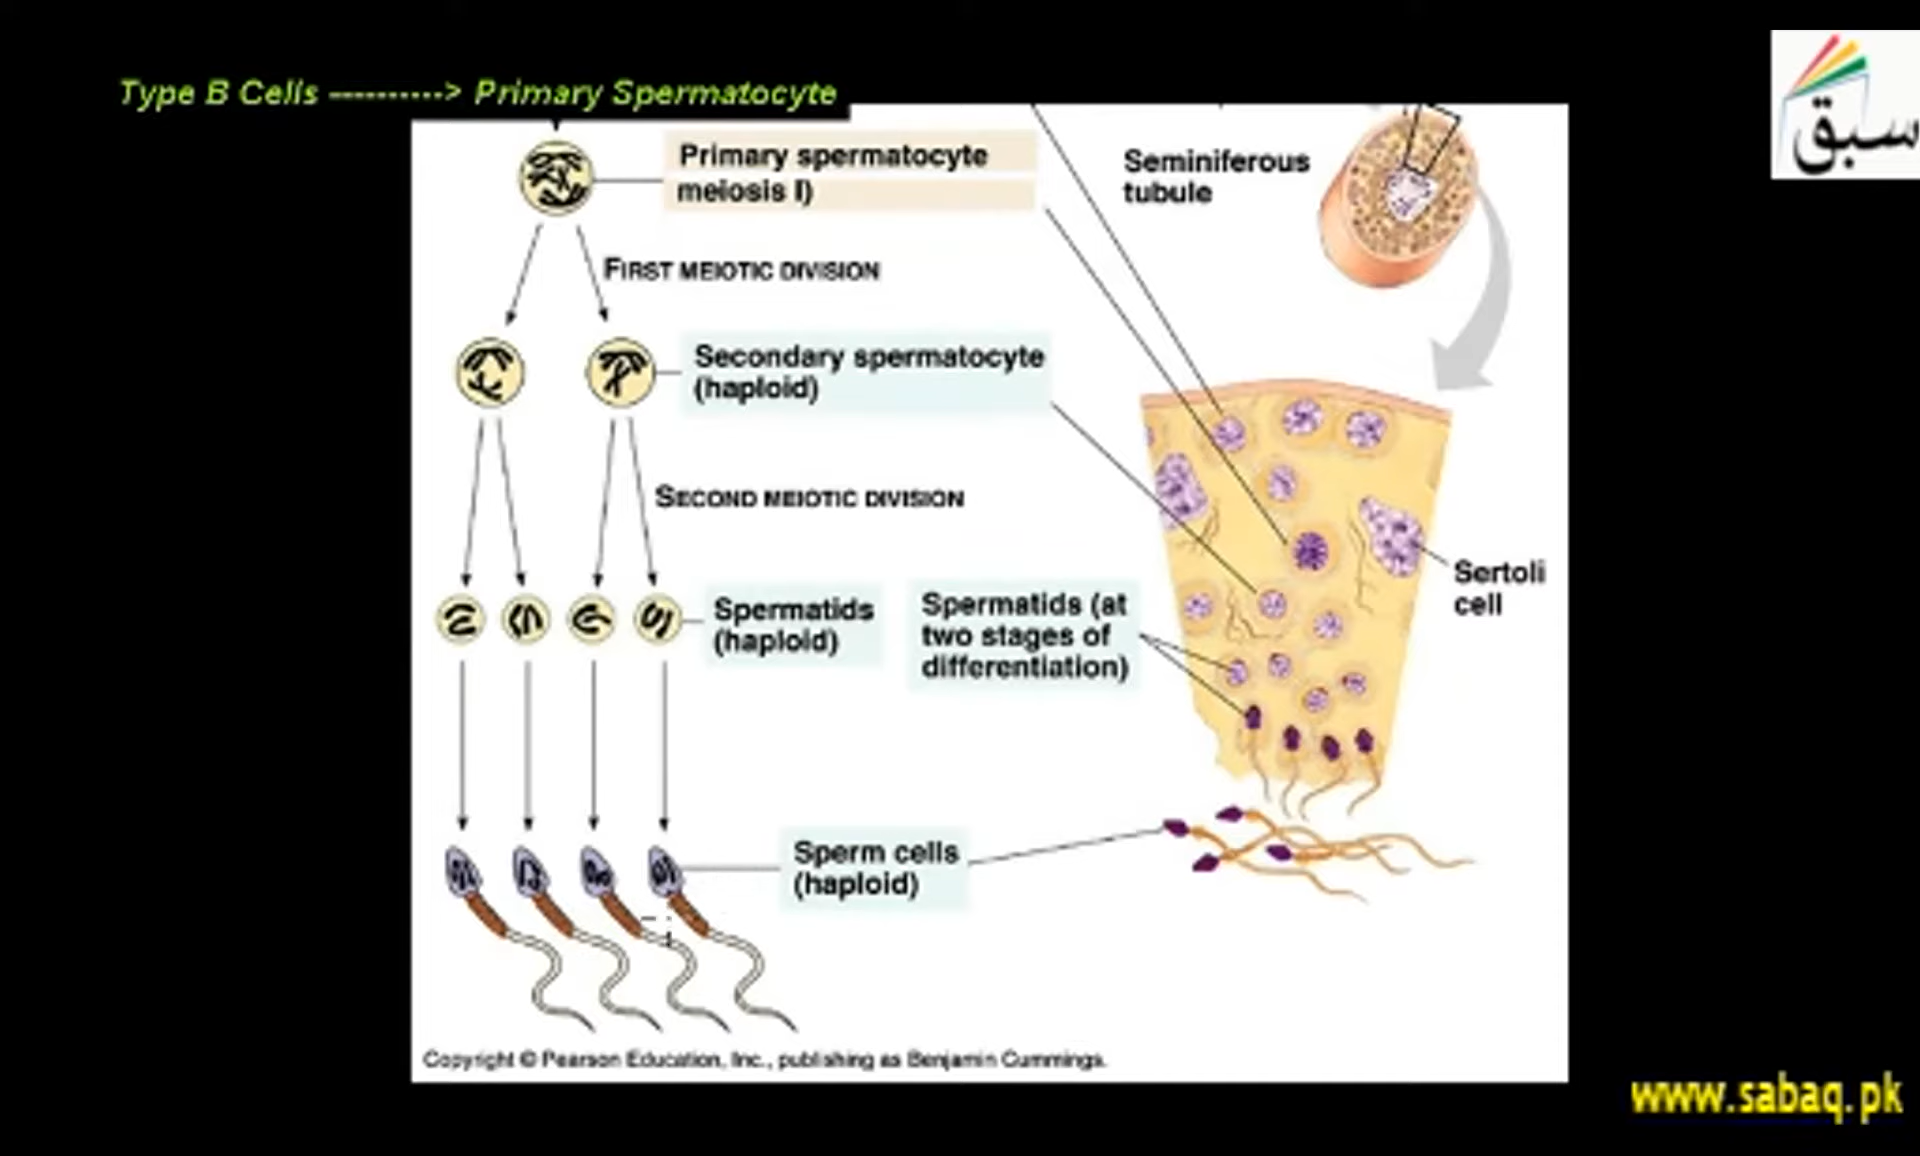 Type B Cells ----------> Primary Spermatocyte
سبق
Primary spermatocyte
meiosis I)
Seminiferous
tubule
FIRST MEIOTIC DIVISION
Secondary spermatocyte
(haploid)
SECOND MEIOTIC DIVISION
Sertoli
cell
Spermatids
(haploid)
Spermatids (at
two stages of
differentiation)
Sperm cells
(haploid)
Copyright © Pearson Education, Inc., publishing as Benjamin Cummings.
www.sabaq.pk